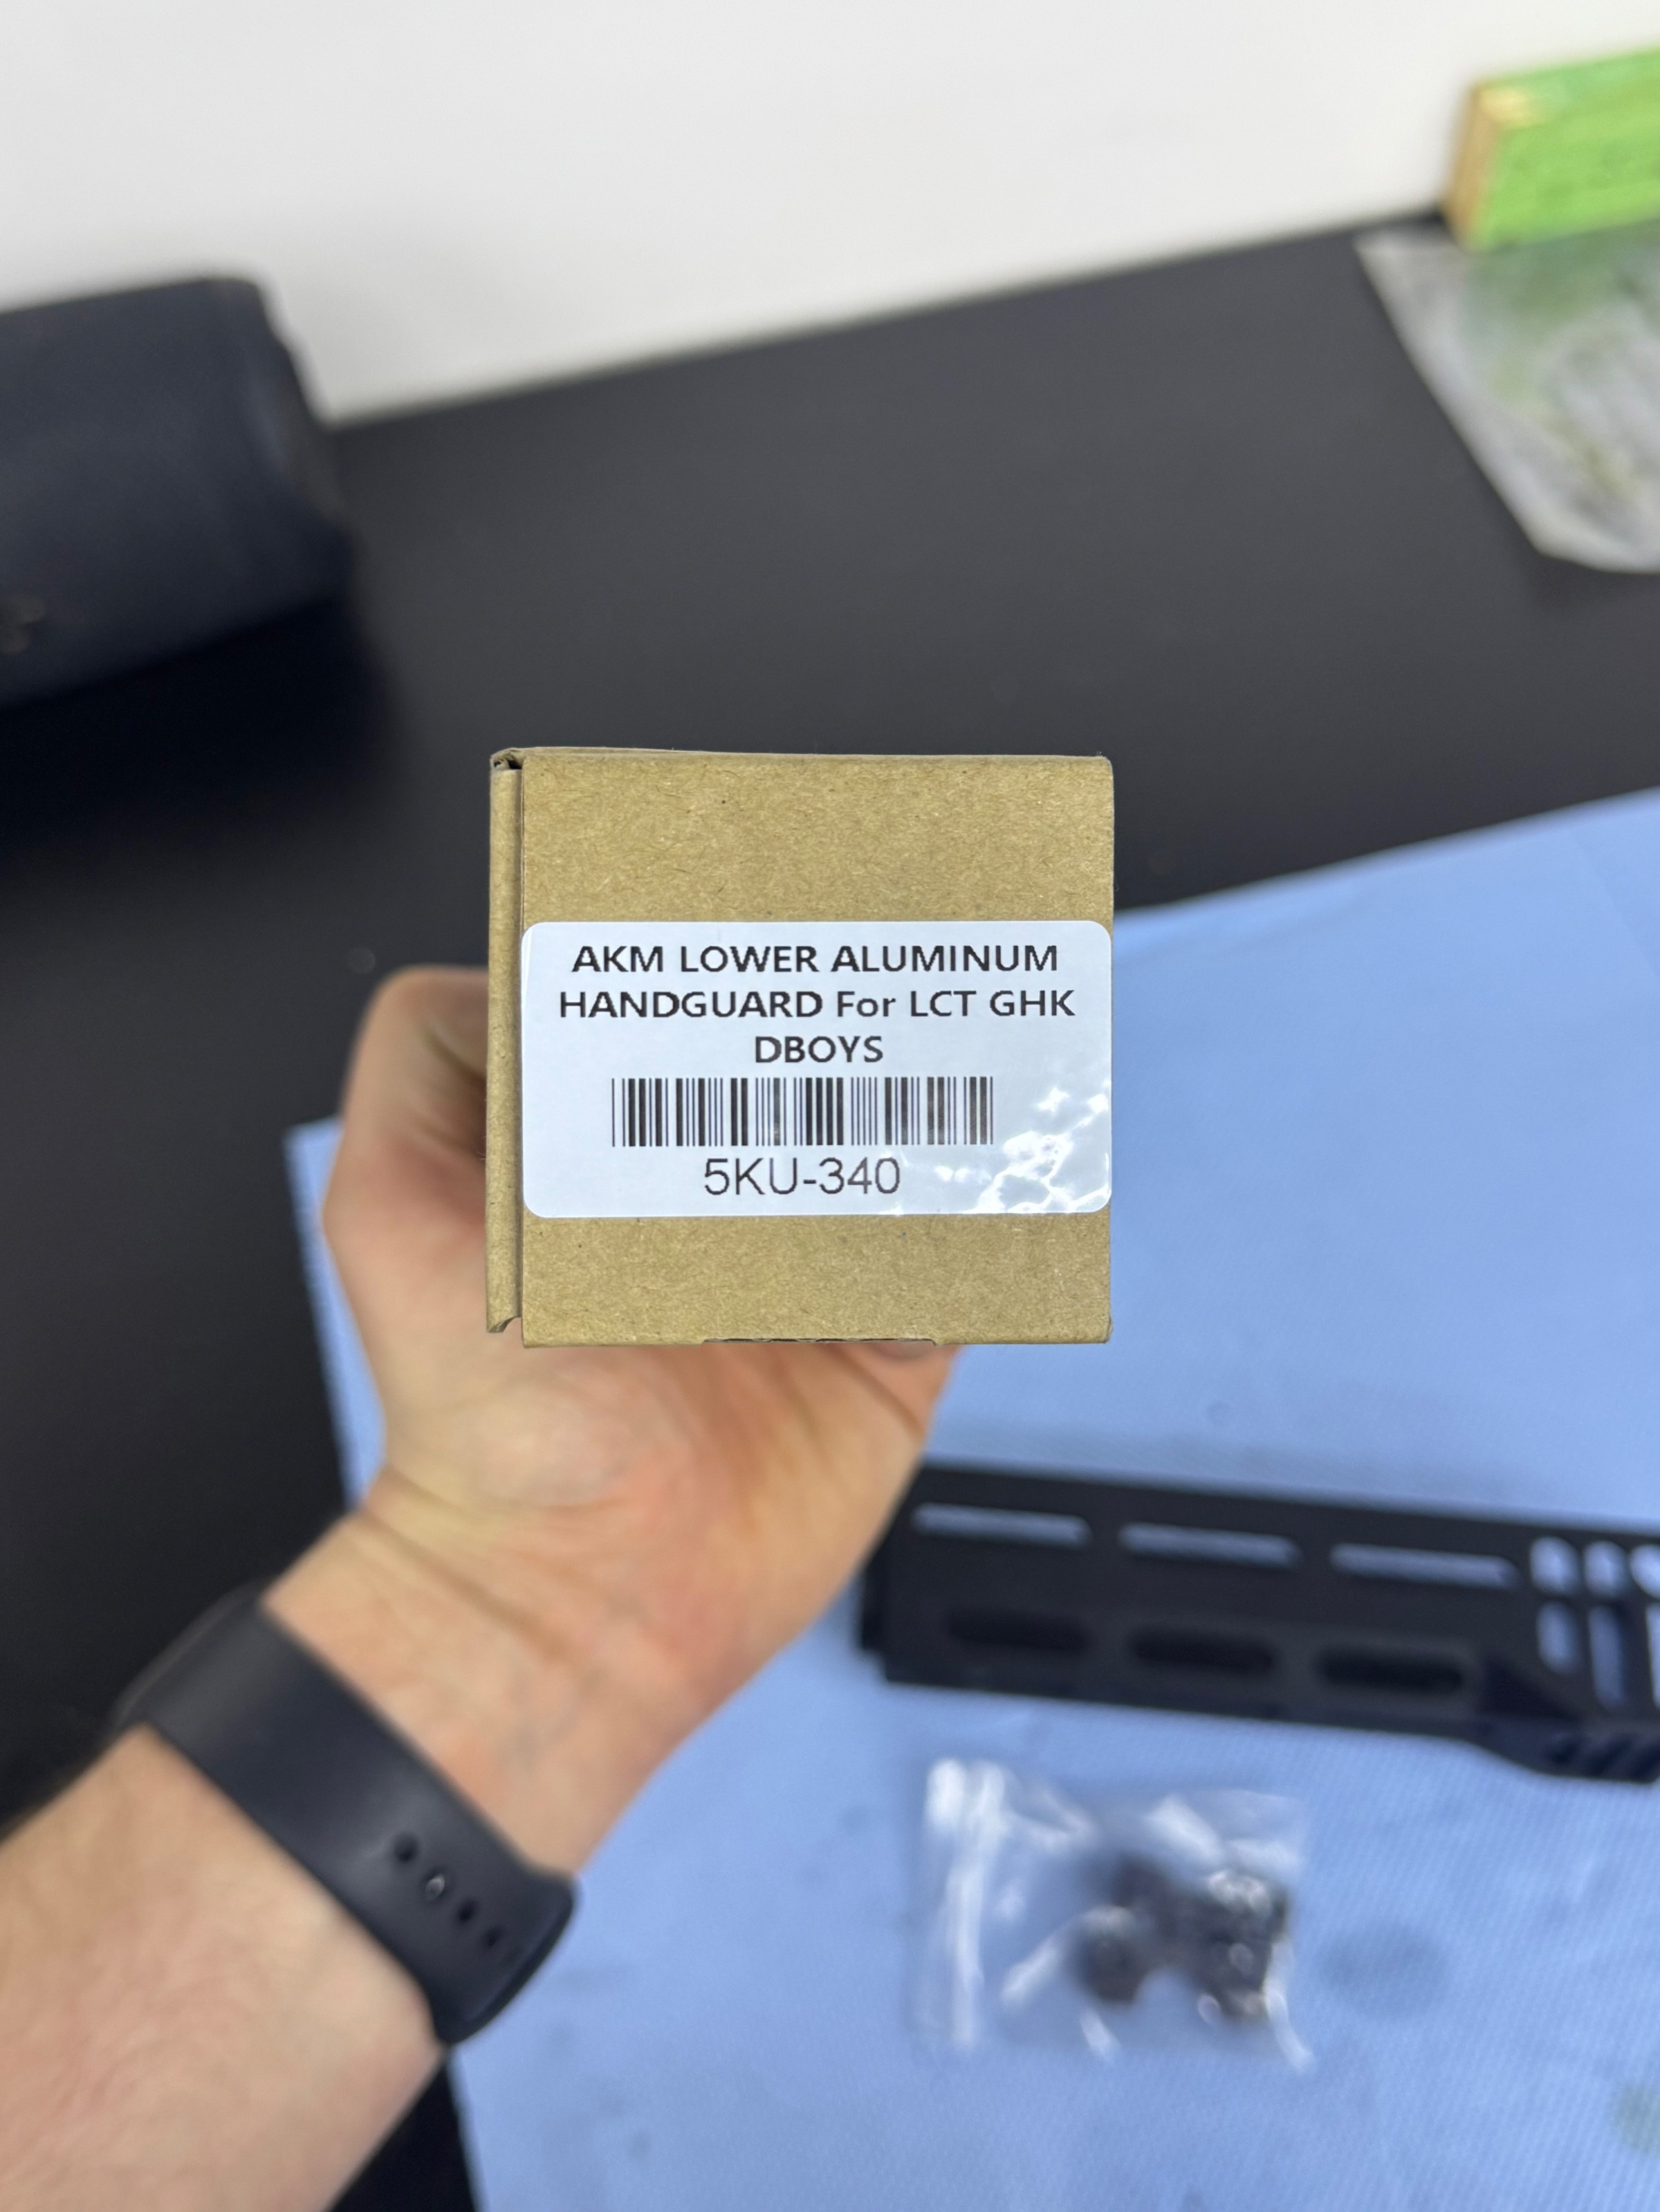 AKM LOWER ALUMINUM
HANDGUARD For LCT GHK
DBOYS
5KU-340